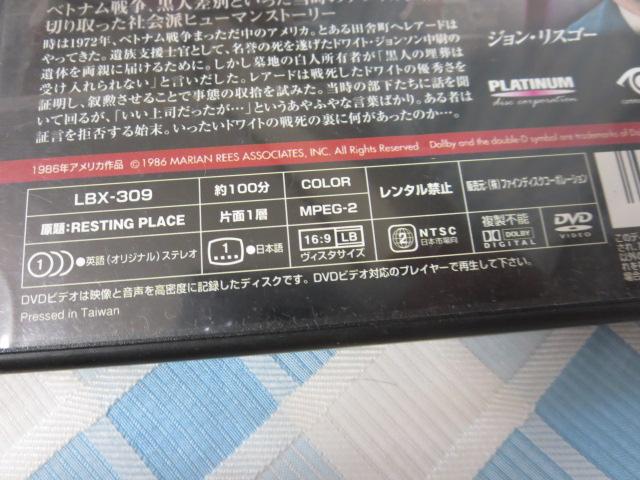 ベトナム戦争、黒人差別といった当時の
切り取った社会派ヒューマンストーリー
時は1972年、ベトナム戦争まっただ中のアメリカ。とある田舎町へレアードは
やってきた。遺族支援士官として、名誉の死を遂げたドワイト・ジョンソン中尉の
遺体を両親に届けるために。しかし墓地の白人所有者が「黒人の埋葬は
受け入れられない」と言いだした。レアードは戦死したドワイトの優秀さを
証明し、叙勲させることで事態の収拾を試みた。当時の部下たちに話を聞
いて回るが、「いい上司だったが…」というあやふやな言葉ばかり。ある者は
証言を拒否する始末。いったいドワイトの戦死の裏に何があったのか…。
ジョン・リスゴー
PLATINUM
disc corporation
1986年アメリカ作品 © 1986 MARIAN REES ASSOCIATES, INC. All Rights Reserved Dolby and the double-D symbol are trademarks of
LBX-309
約100分
COLOR
レンタル禁止
販売元:(株)ファインディスクコーポレーション
原題:RESTING PLACE
片面1層
MPEG-2
2 NTSC
日本市場向
複製不能
DOLBY
DIGITAL
DVD
VIDEO
1 ●英語(オリジナル)ステレオ
1 ●日本語
16:9 LB
ヴィスタサイズ
DVDビデオは映像と音声を高密度に記録したディスクです。DVDビデオ対応のプレイヤーで再生して下さい。
Pressed in Taiwan